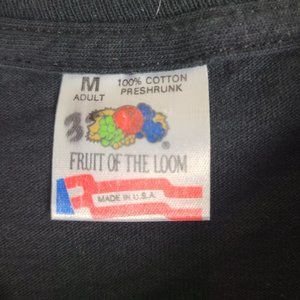 M 100% COTTON
ADULT PRESHRUNK
®
FRUIT OF THE LOOM
MADE IN U.S.A.